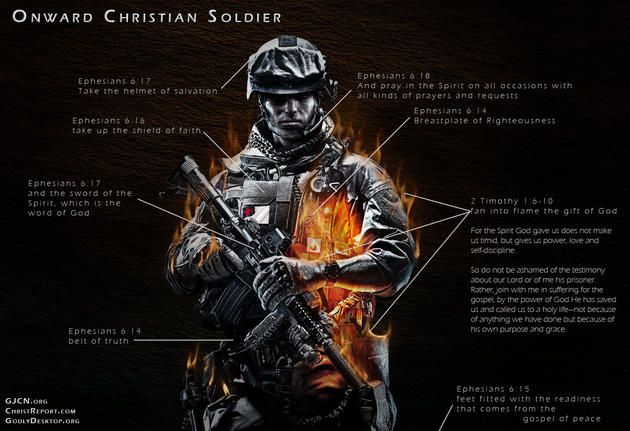 Onward Christian Soldier
Ephesians 6:17
Take the helmet of salvation
Ephesians 6:18
And pray in the Spirit on all occasions with
all kinds of prayers and requests
Ephesians 6:16
take up the shield of faith
Ephesians 6:14
Breastplate of Righteousness
Ephesians 6:17
and the sword of the
Spirit, which is the
word of God
2 Timothy 1:6-10
fan into flame the gift of God
For the Spirit God gave us does not make
us timid, but gives us power, love and
self-discipline.
So do not be ashamed of the testimony
about our Lord or of me his prisoner.
Rather, join with me in suffering for the
gospel, by the power of God. He has saved
us and called us to a holy life—not because
of anything we have done but because of
his own purpose and grace.
Ephesians 6:14
belt of truth
Ephesians 6:15
feet fitted with the readiness
that comes from the
gospel of peace
GJCN.org
ChristReport.com
GodlyDesktop.org